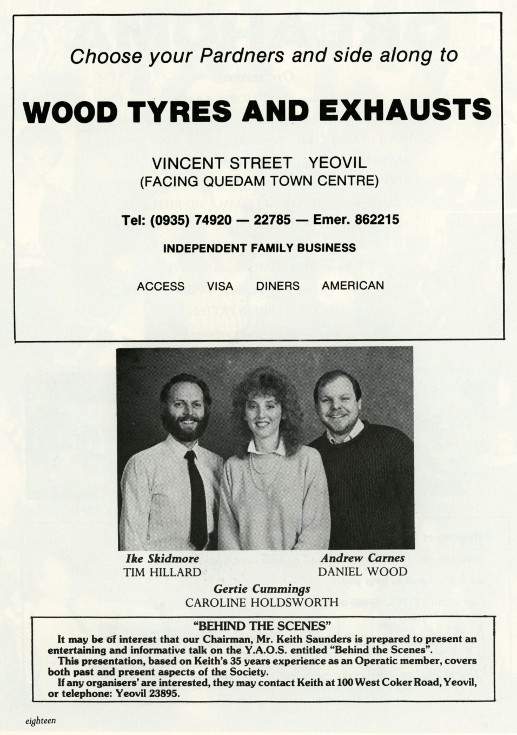 Choose your Pardners and side along to
WOOD TYRES AND EXHAUSTS
VINCENT STREET YEOVIL
(FACING QUEDAM TOWN CENTRE)
Tel: (0935) 74920 — 22785 — Emer. 862215
INDEPENDENT FAMILY BUSINESS
ACCESS VISA DINERS AMERICAN
Ike Skidmore
TIM HILLARD
Andrew Carnes
DANIEL WOOD
Gertie Cummings
CAROLINE HOLDSWORTH
"BEHIND THE SCENES"
It may be of interest that our Chairman, Mr. Keith Saunders is prepared to present an
entertaining and informative talk on the Y.A.O.S. entitled "Behind the Scenes".
This presentation, based on Keith's 35 years experience as an Operatic member, covers
both past and present aspects of the Society.
If any organisers' are interested, they may contact Keith at 100 West Coker Road, Yeovil,
or telephone: Yeovil 23895.
eighteen